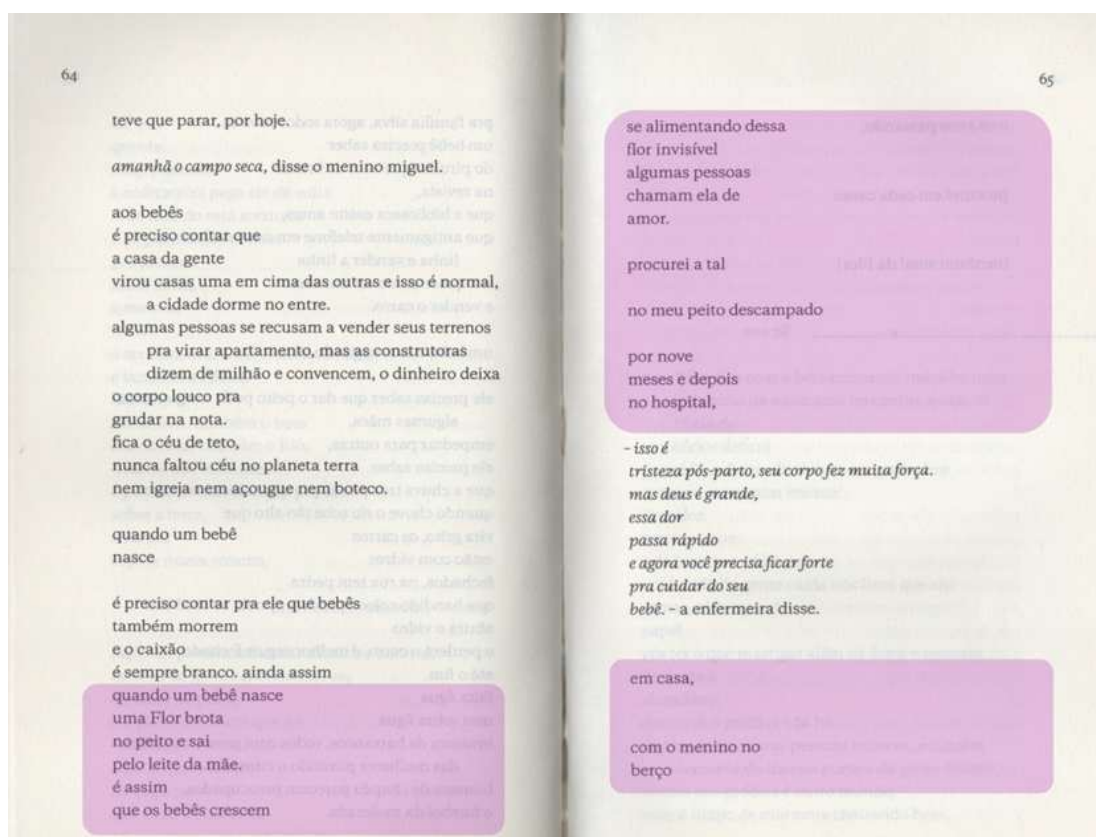 64
teve que parar, por hoje.
amanhã o campo seca, disse o menino miguel.
aos bebês
é preciso contar que
a casa da gente
virou casas uma em cima das outras e isso é normal,
a cidade dorme no entre.
algumas pessoas se recusam a vender seus terrenos
pra virar apartamento, mas as construtoras
dizem de milhão e convencem, o dinheiro deixa
o corpo louco pra
grudar na nota.
fica o céu de teto,
nunca faltou céu no planeta terra
nem igreja nem açougue nem boteco.
quando um bebê
nasce
é preciso contar pra ele que bebês
também morrem
e o caixão
é sempre branco. ainda assim
quando um bebê nasce
uma Flor brota
no peito e sai
pelo leite da mãe.
é assim
que os bebês crescem
65
se alimentando dessa
flor invisível
algumas pessoas
chamam ela de
amor.
procurei a tal
no meu peito descampado
por nove
meses e depois
no hospital,
– isso é
tristeza pós-parto, seu corpo fez muita força.
mas deus é grande,
essa dor
passa rápido
e agora você precisa ficar forte
pra cuidar do seu
bebê. – a enfermeira disse.
em casa,
com o menino no
berço